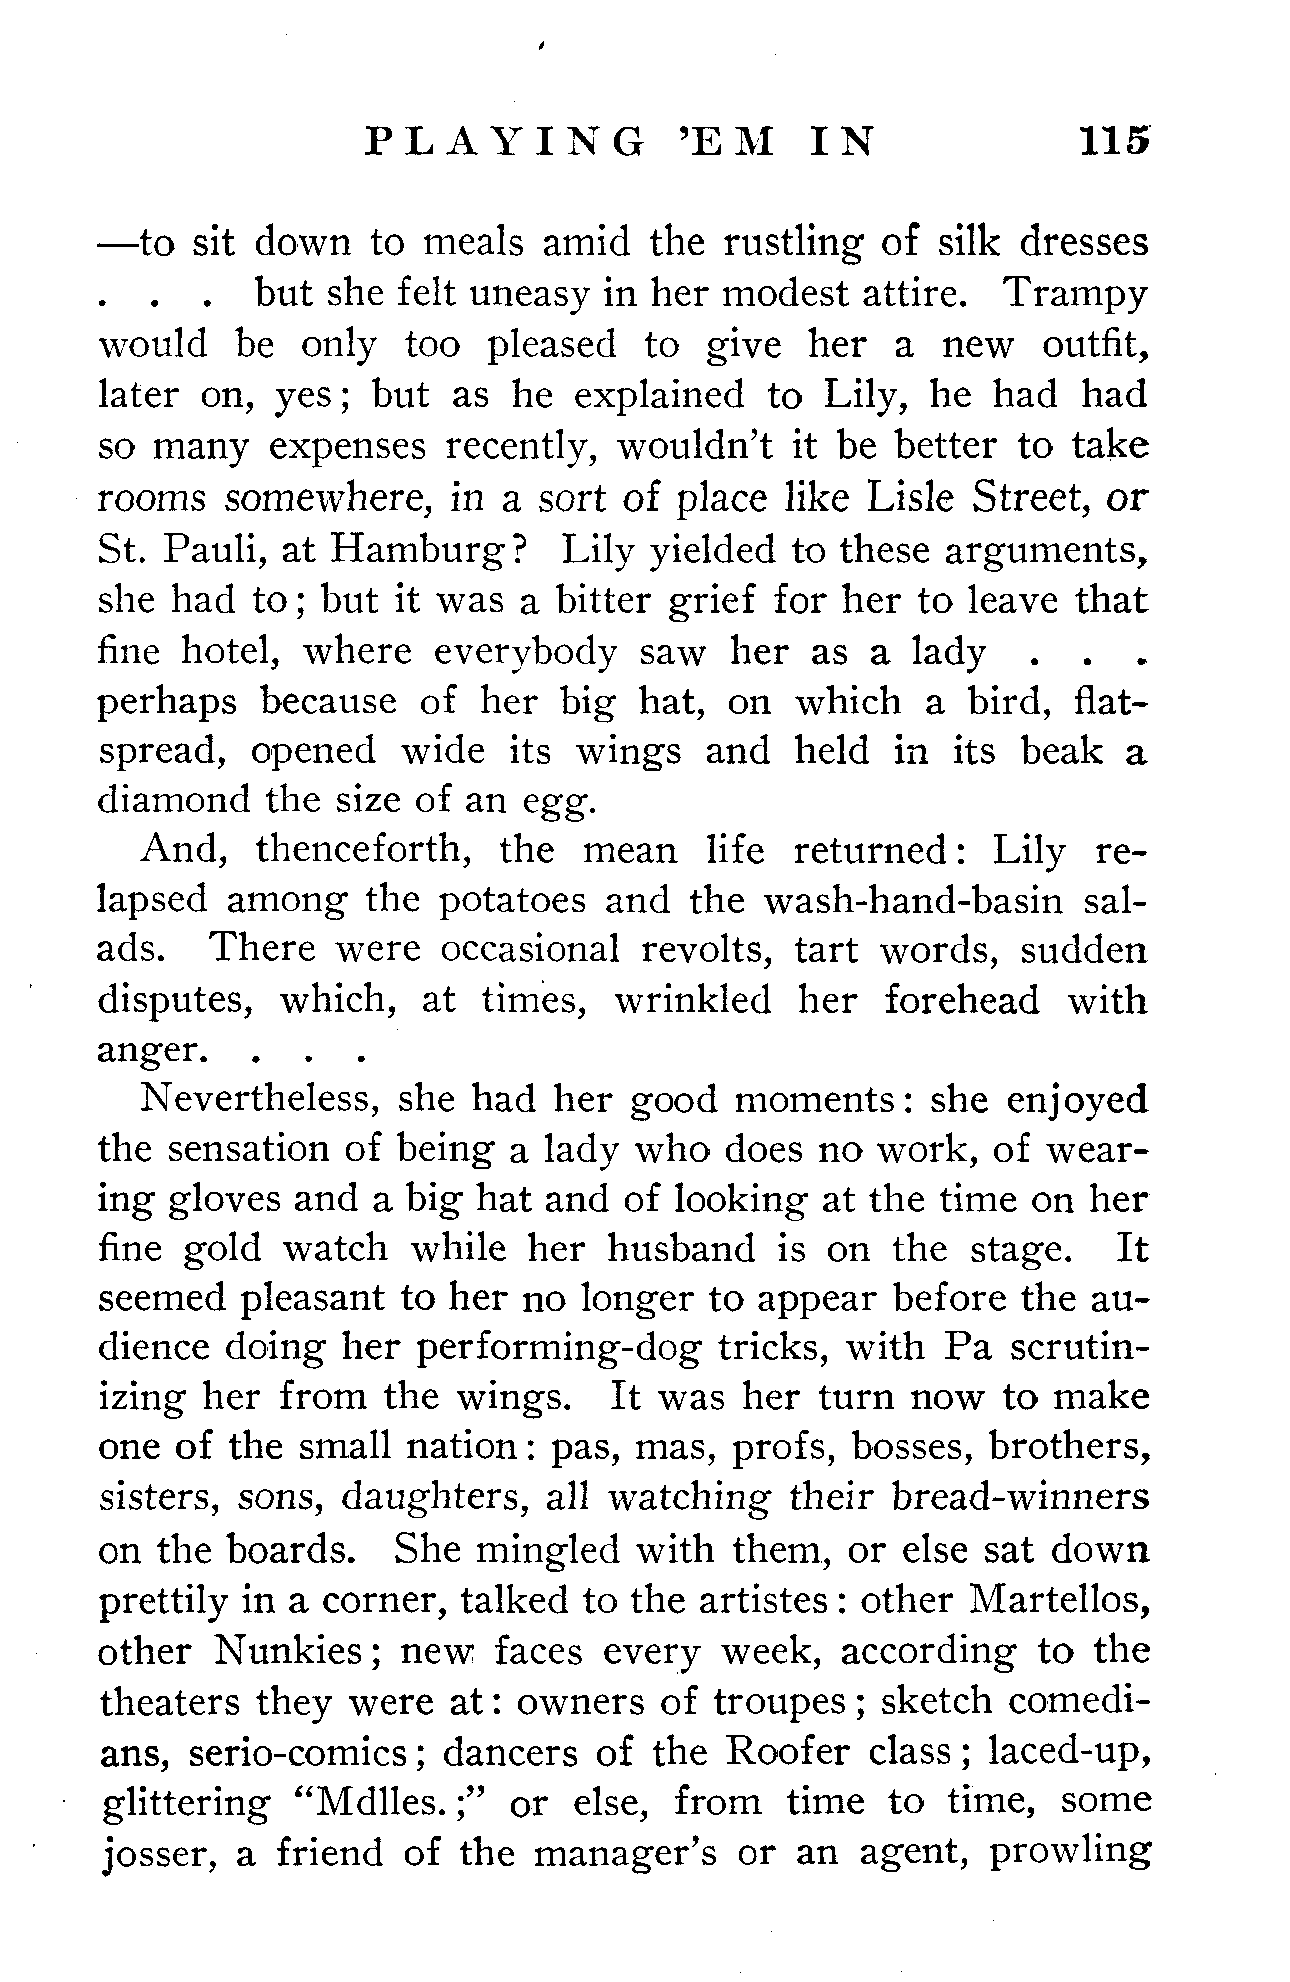 PLAYING 'EM IN 115
—to sit down to meals amid the rustling of silk dresses
. . . but she felt uneasy in her modest attire. Trampy
would be only too pleased to give her a new outfit,
later on, yes; but as he explained to Lily, he had had
so many expenses recently, wouldn't it be better to take
rooms somewhere, in a sort of place like Lisle Street, or
St. Pauli, at Hamburg? Lily yielded to these arguments,
she had to; but it was a bitter grief for her to leave that
fine hotel, where everybody saw her as a lady . . .
perhaps because of her big hat, on which a bird, flat-
spread, opened wide its wings and held in its beak a
diamond the size of an egg.
And, thenceforth, the mean life returned: Lily re-
lapsed among the potatoes and the wash-hand-basin sal-
ads. There were occasional revolts, tart words, sudden
disputes, which, at times, wrinkled her forehead with
anger. . . .
Nevertheless, she had her good moments: she enjoyed
the sensation of being a lady who does no work, of wear-
ing gloves and a big hat and of looking at the time on her
fine gold watch while her husband is on the stage. It
seemed pleasant to her no longer to appear before the au-
dience doing her performing-dog tricks, with Pa scrutin-
izing her from the wings. It was her turn now to make
one of the small nation: pas, mas, profs, bosses, brothers,
sisters, sons, daughters, all watching their bread-winners
on the boards. She mingled with them, or else sat down
prettily in a corner, talked to the artistes: other Martellos,
other Nunkies; new faces every week, according to the
theaters they were at: owners of troupes; sketch comedi-
ans, serio-comics; dancers of the Roofer class; laced-up,
glittering "Mdlles.;" or else, from time to time, some
josser, a friend of the manager's or an agent, prowling